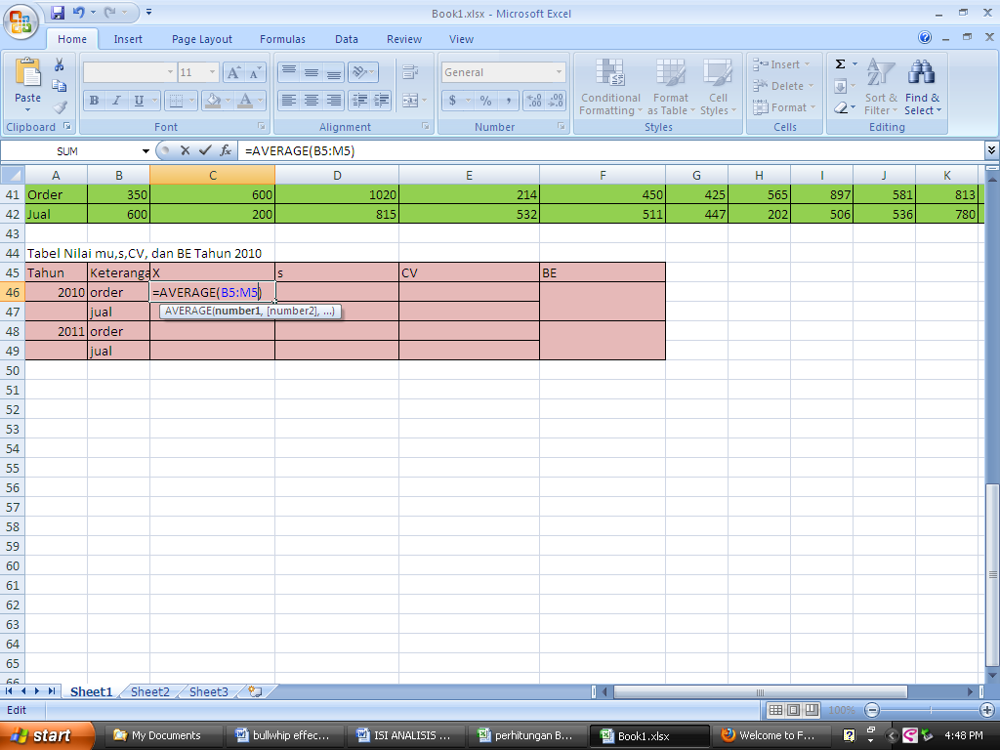 Book1.xlsx - Microsoft Excel
Home Insert Page Layout Formulas Data Review View
Paste
11
General
Conditional Formatting
Format as Table
Cell Styles
Insert
Delete
Format
Σ
Sort & Filter
Find & Select
B I U A $ % ,
Clipboard Font Alignment Number Styles Cells Editing
SUM fx =AVERAGE(B5:M5)
A B C D E F G H I J K
41 Order 350 600 1020 214 450 425 565 897 581 813
42 Jual 600 200 815 532 511 447 202 506 536 780
43
44 Tabel Nilai mu,s,CV, dan BE Tahun 2010
45 Tahun Keteranga X s CV BE
46 2010 order =AVERAGE(B5:M5)
47 jual AVERAGE(number1, [number2], ...)
48 2011 order
49 jual
50
51
52
53
54
55
56
57
58
59
60
61
62
63
64
65
66
Sheet1 Sheet2 Sheet3
Edit 100%
start My Documents bullwhip effec... ISI ANALISIS ... perhitungan B... Book1.xlsx Welcome to F... 4:48 PM